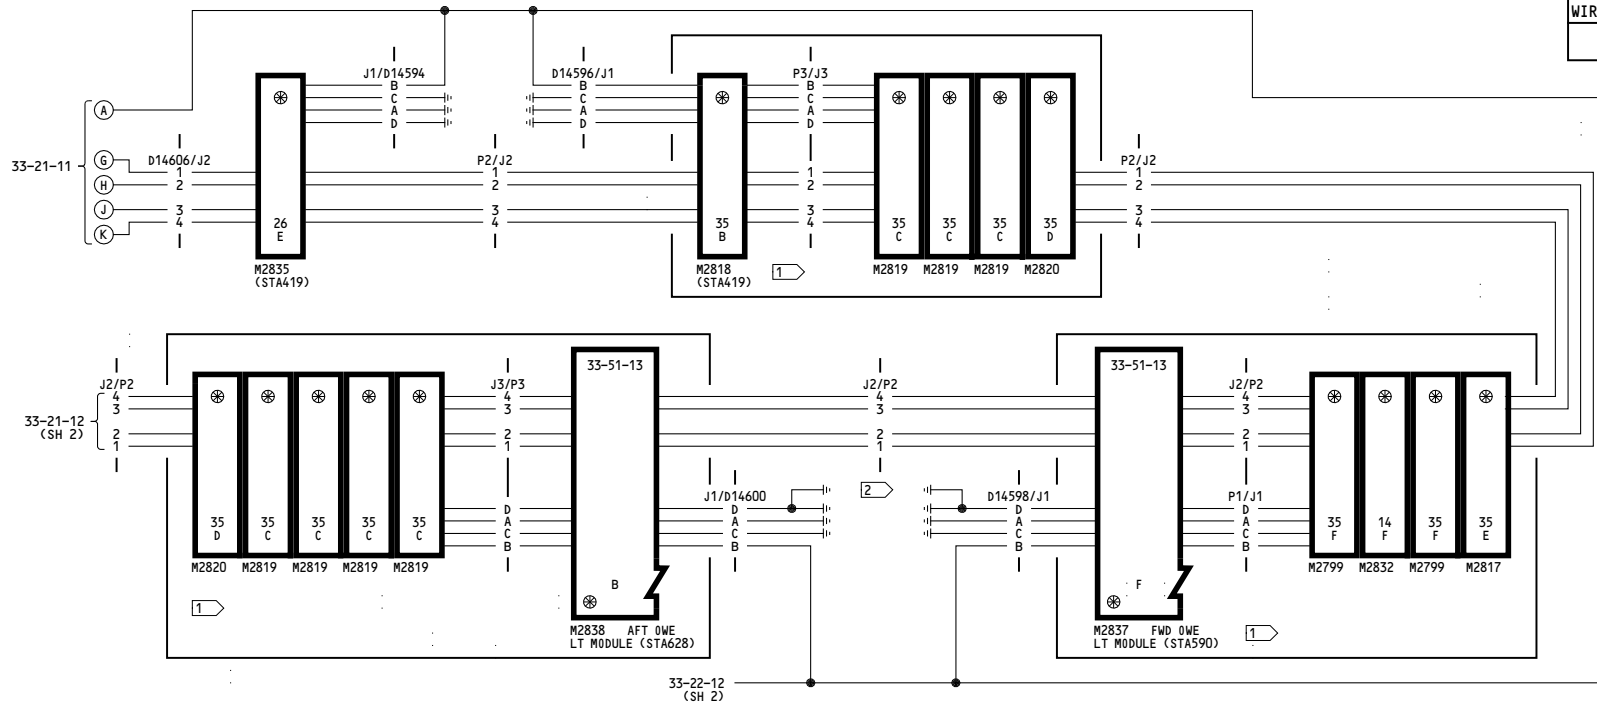 WIR
J1/D14594
D14596/J1
P3/J3
B B B
C C C
A A A
D D D
A
33-21-11
G
H
J
K
D14606/J2
P2/J2
P2/J2
1 1 1 1
2 2 2 2
3 3 3 3
4 4 4 4
26
E
35
B
35
C
35
C
35
C
35
D
M2835
(STA419)
M2818
(STA419)
1
M2819 M2819 M2819 M2820
33-51-13
33-51-13
J2/P2
J3/P3
J2/P2
J2/P2
4 4 4 4
3 3 3 3
2 2 2 2
1 1 1 1
33-21-12
(SH 2)
J1/D14600
2
D14598/J1
P1/J1
D D D D
A A A A
C C C C
B B B B
35
D
35
C
35
C
35
C
35
C
35
F
14
F
35
F
35
E
M2820 M2819 M2819 M2819 M2819
M2799 M2832 M2799 M2817
B
F
1
M2838 AFT OWE
LT MODULE (STA628)
M2837 FWD OWE
LT MODULE (STA590)
1
33-22-12
(SH 2)